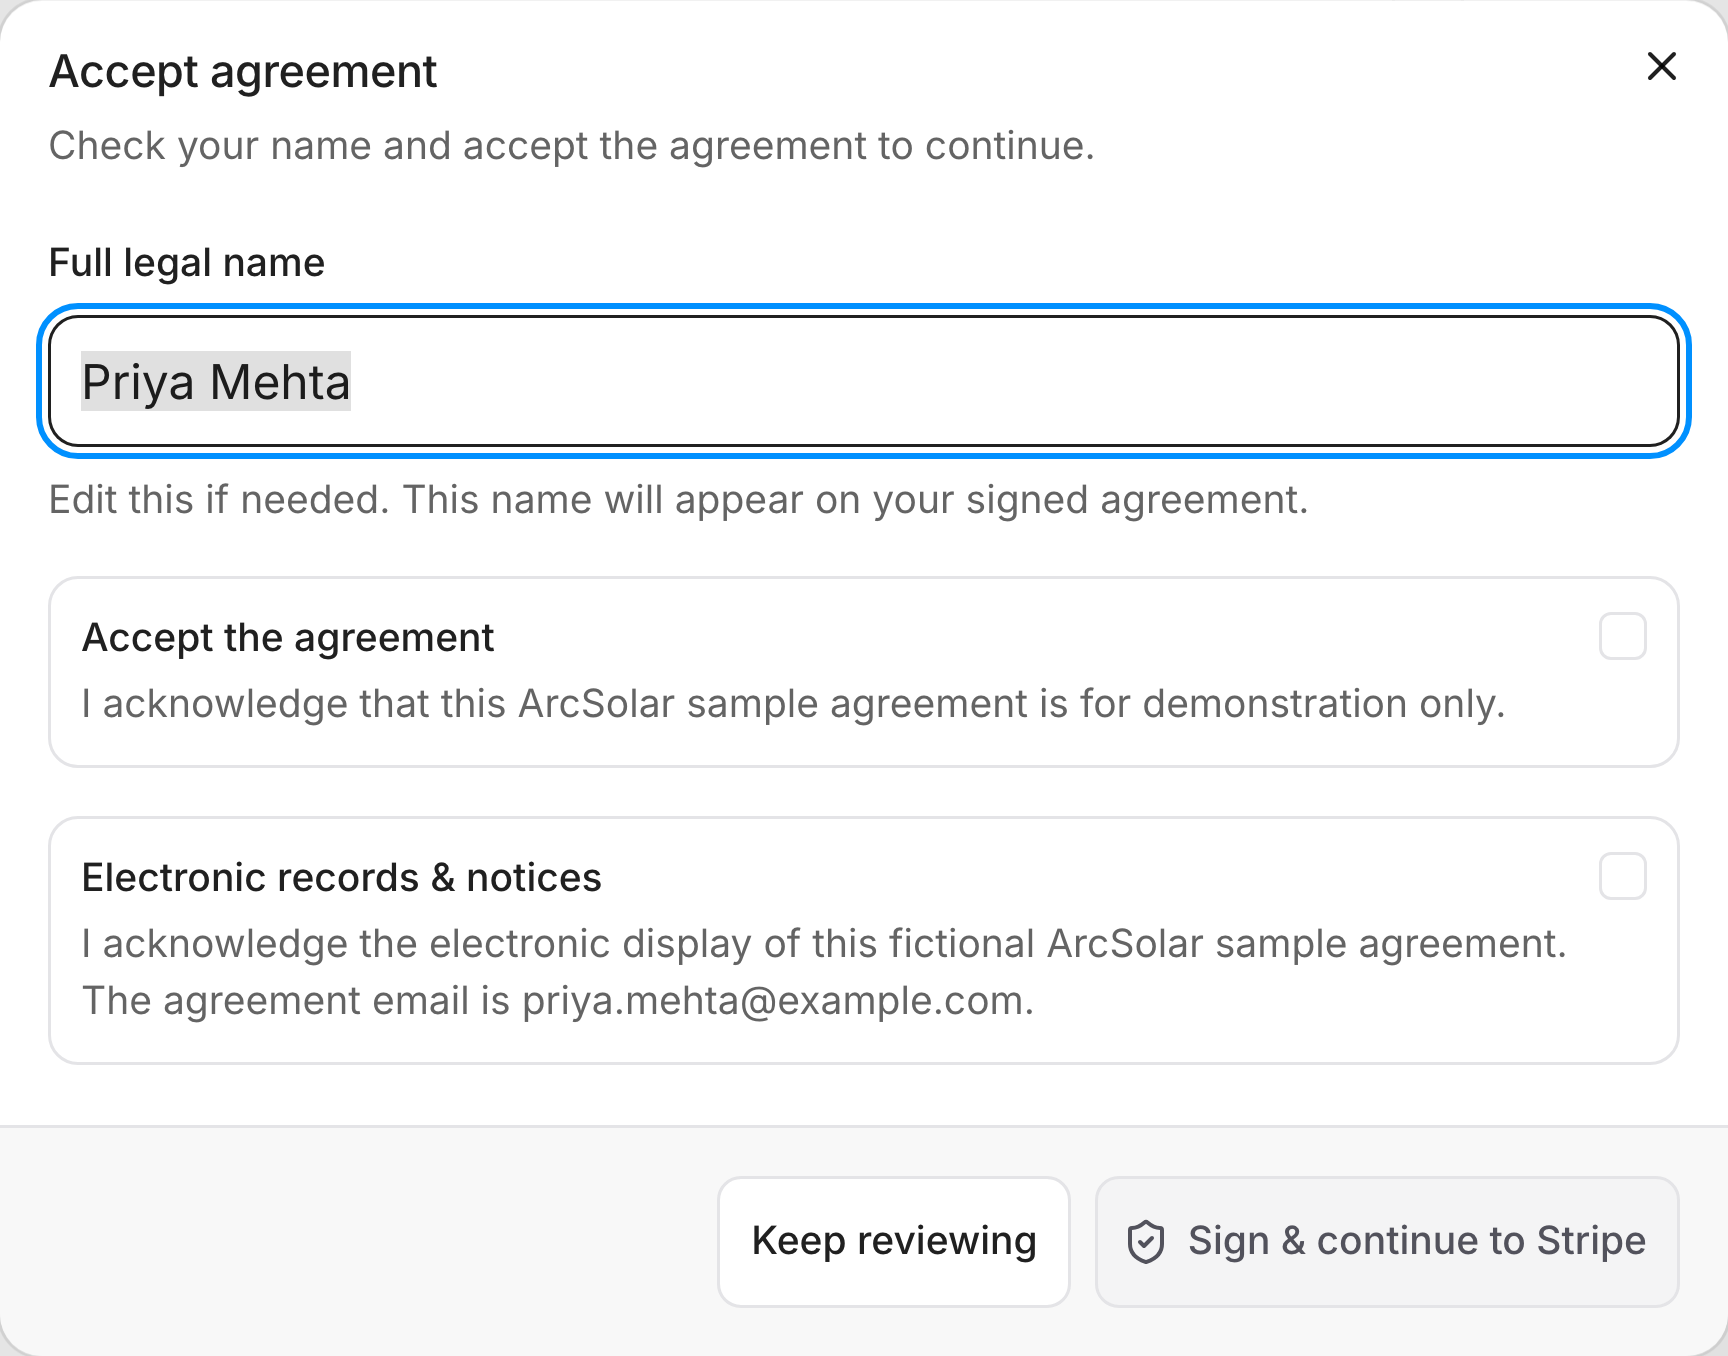 Accept agreement
Check your name and accept the agreement to continue.
Full legal name
Priya Mehta
Edit this if needed. This name will appear on your signed agreement.
Accept the agreement
I acknowledge that this ArcSolar sample agreement is for demonstration only.
Electronic records & notices
I acknowledge the electronic display of this fictional ArcSolar sample agreement.
The agreement email is priya.mehta@example.com.
Keep reviewing
Sign & continue to Stripe